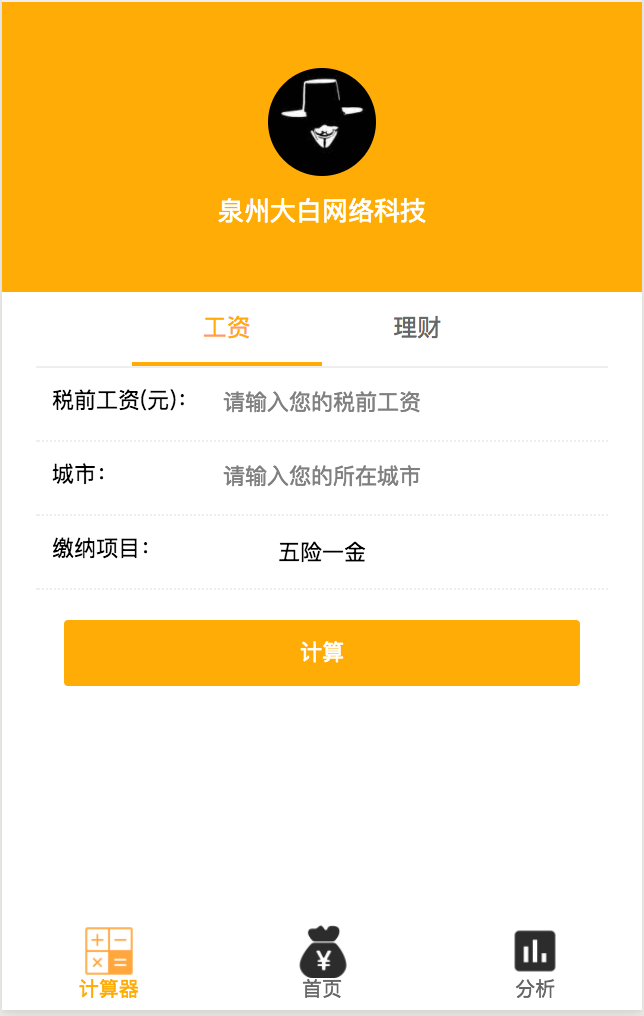 泉州大白网络科技
工资 理财
税前工资(元)： 请输入您的税前工资
城市： 请输入您的所在城市
缴纳项目： 五险一金
计算
计算器 首页 分析